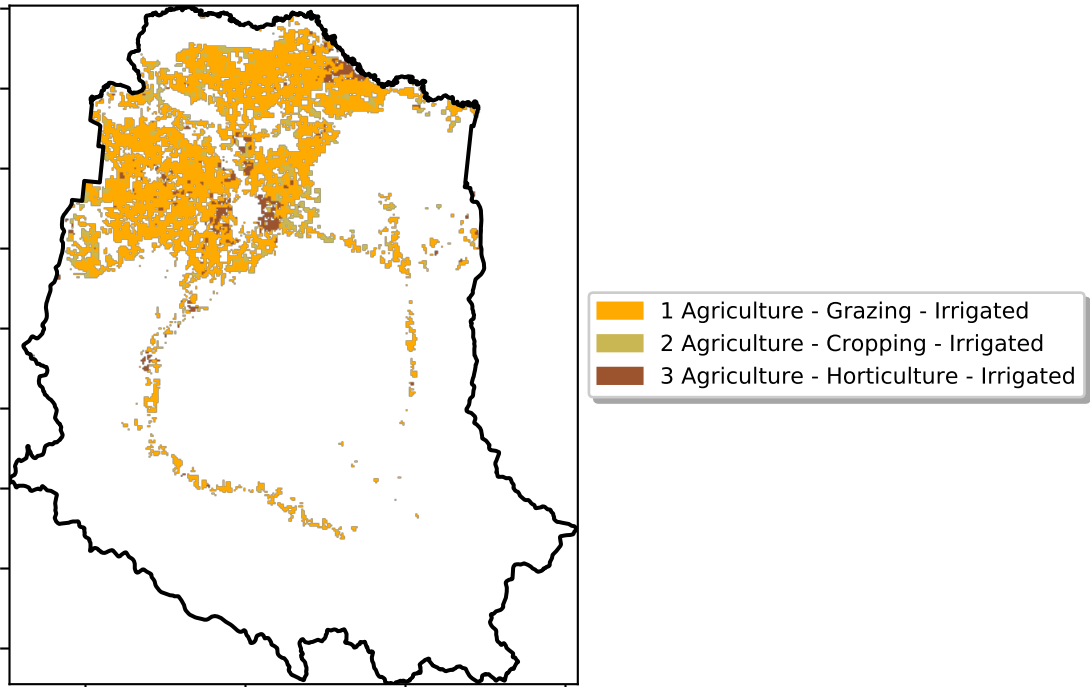 1 Agriculture - Grazing - Irrigated
2 Agriculture - Cropping - Irrigated
3 Agriculture - Horticulture - Irrigated